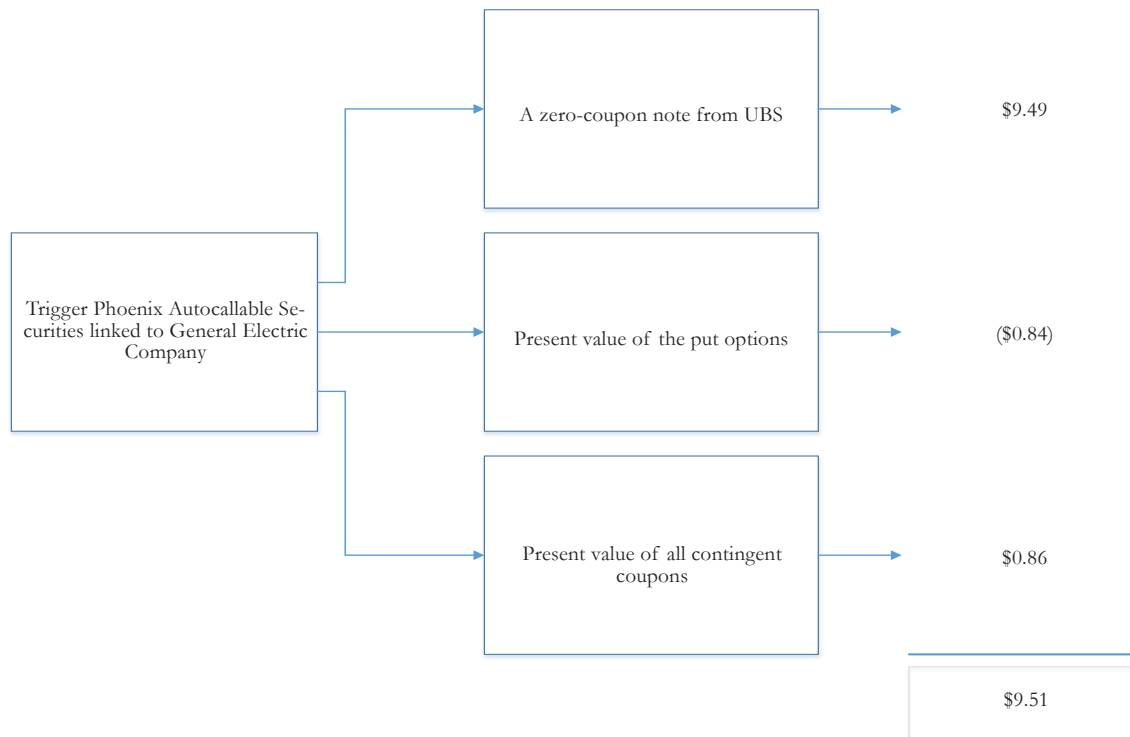 A zero-coupon note from UBS
$9.49
Trigger Phoenix Autocallable Se-
curities linked to General Electric
Company
Present value of the put options
($0.84)
Present value of all contingent
coupons
$0.86
$9.51